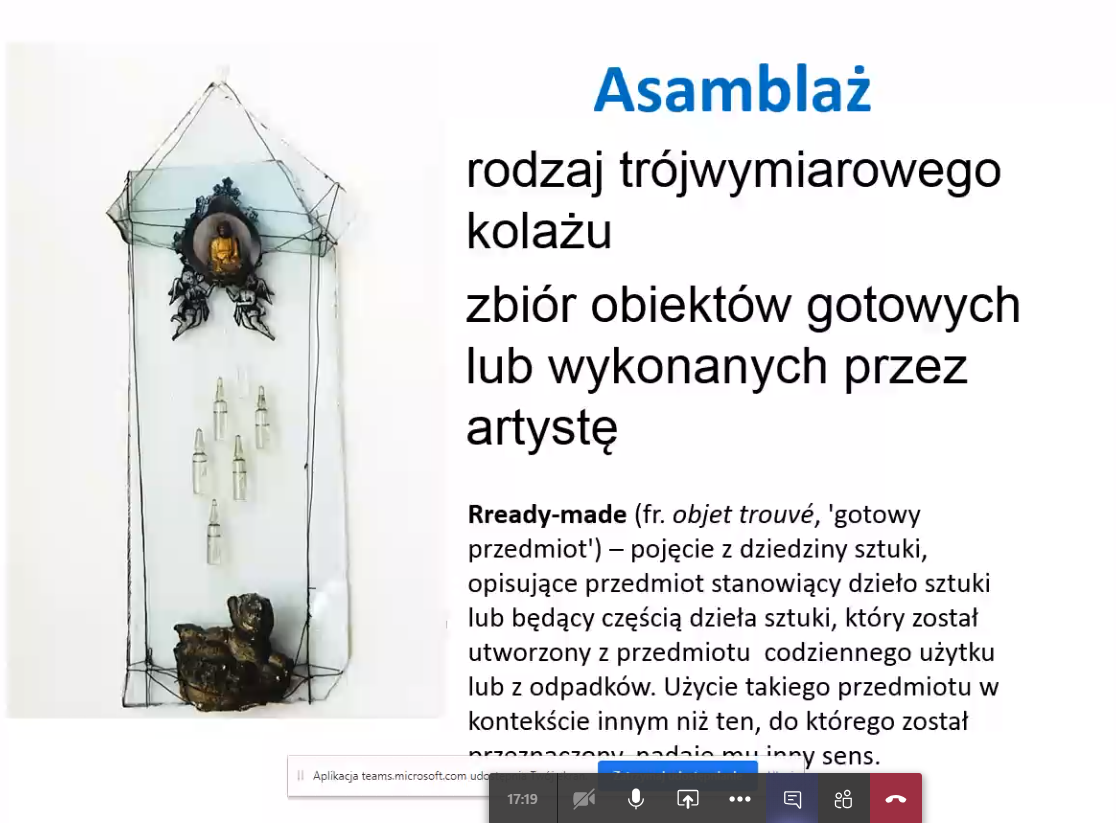 Asamblaż
rodzaj trójwymiarowego
kolażu
zbiór obiektów gotowych
lub wykonanych przez
artystę
Rready-made (fr. objet trouvé, 'gotowy
przedmiot') – pojęcie z dziedziny sztuki,
opisujące przedmiot stanowiący dzieło sztuki
lub będący częścią dzieła sztuki, który został
utworzony z przedmiotu codziennego użytku
lub z odpadków. Użycie takiego przedmiotu w
kontekście innym niż ten, do którego został
przeznaczony, nadaje mu inny sens.
Aplikacja teams.microsoft.com
17:19